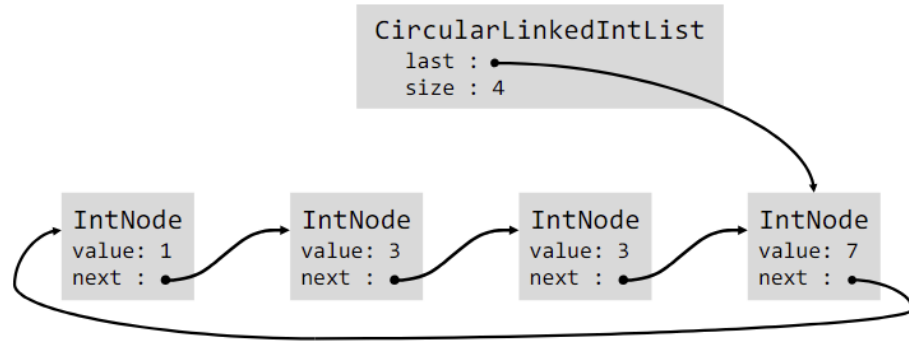 CircularLinkedIntList
last :
size : 4
IntNode
value: 1
next :
IntNode
value: 3
next :
IntNode
value: 3
next :
IntNode
value: 7
next :